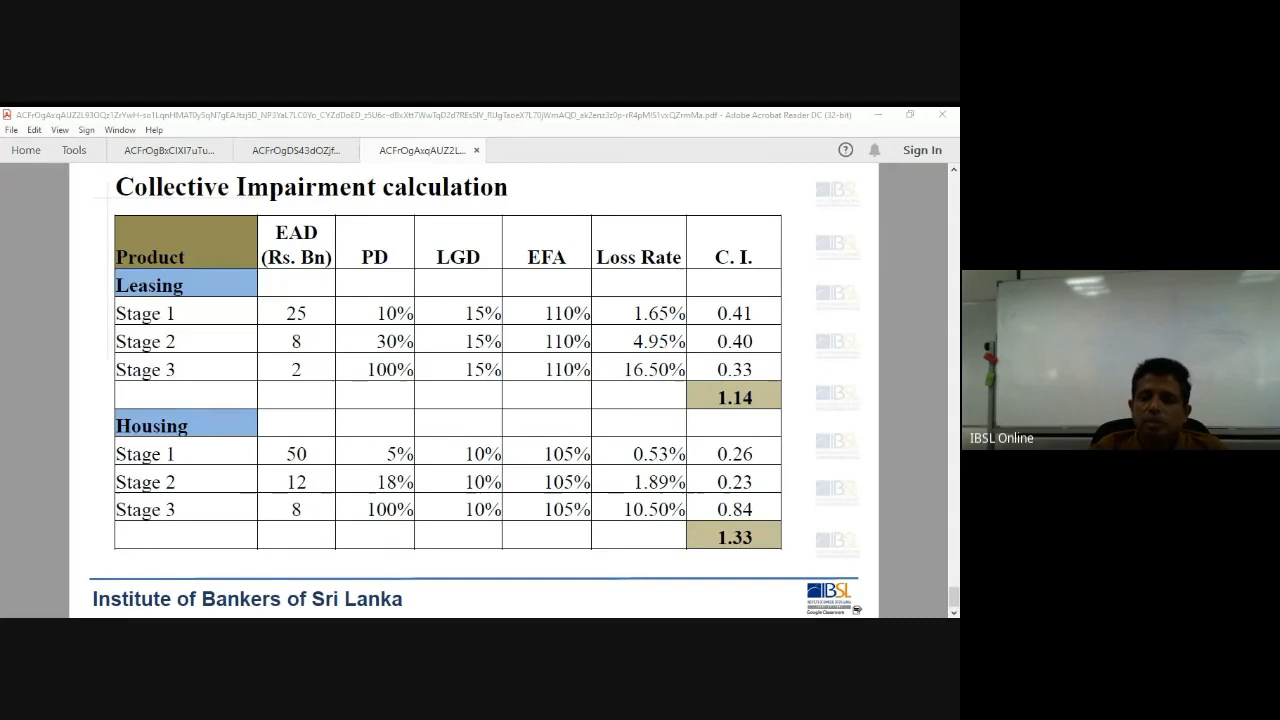 File Edit View Sign Window Help
Home Tools ACFrOgBxCIXI7uTu... ACFrOgDS43dOZjf... ACFrOgAxqAUZ2L... × Sign In
Collective Impairment calculation
Product EAD (Rs. Bn) PD LGD EFA Loss Rate C. I.
Leasing
Stage 1 25 10% 15% 110% 1.65% 0.41
Stage 2 8 30% 15% 110% 4.95% 0.40
Stage 3 2 100% 15% 110% 16.50% 0.33
1.14
Housing
Stage 1 50 5% 10% 105% 0.53% 0.26
Stage 2 12 18% 10% 105% 1.89% 0.23
Stage 3 8 100% 10% 105% 10.50% 0.84
1.33
Institute of Bankers of Sri Lanka
IBSL
IBSL Online